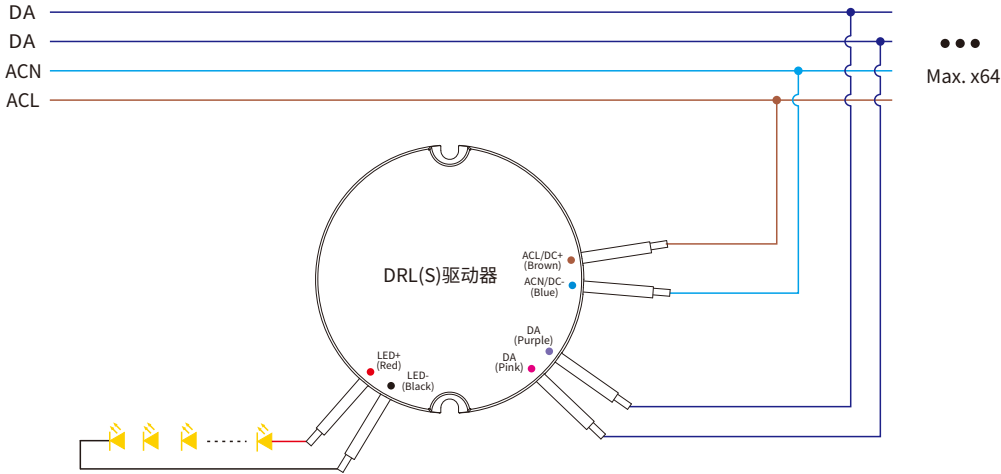 DA
DA
ACN
ACL
Max. x64
ACL/DC+
(Brown)
DRL(S)驱动器
ACN/DC-
(Blue)
DA
(Purple)
DA
(Pink)
LED+
(Red)
LED-
(Black)